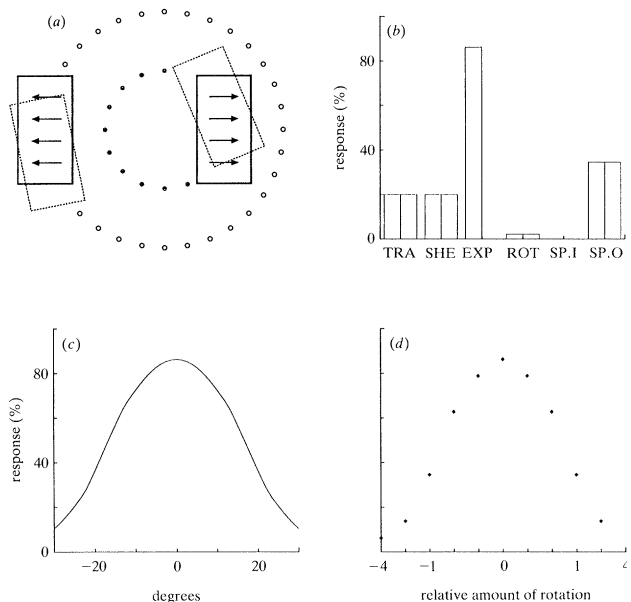 (a)
(b)
response (%)
80
40
0
TRA SHE EXP ROT SP.I SP.O
(c)
response (%)
80
40
0
−20 0 20
degrees
(d)
−4 −1 0 1 4
relative amount of rotation